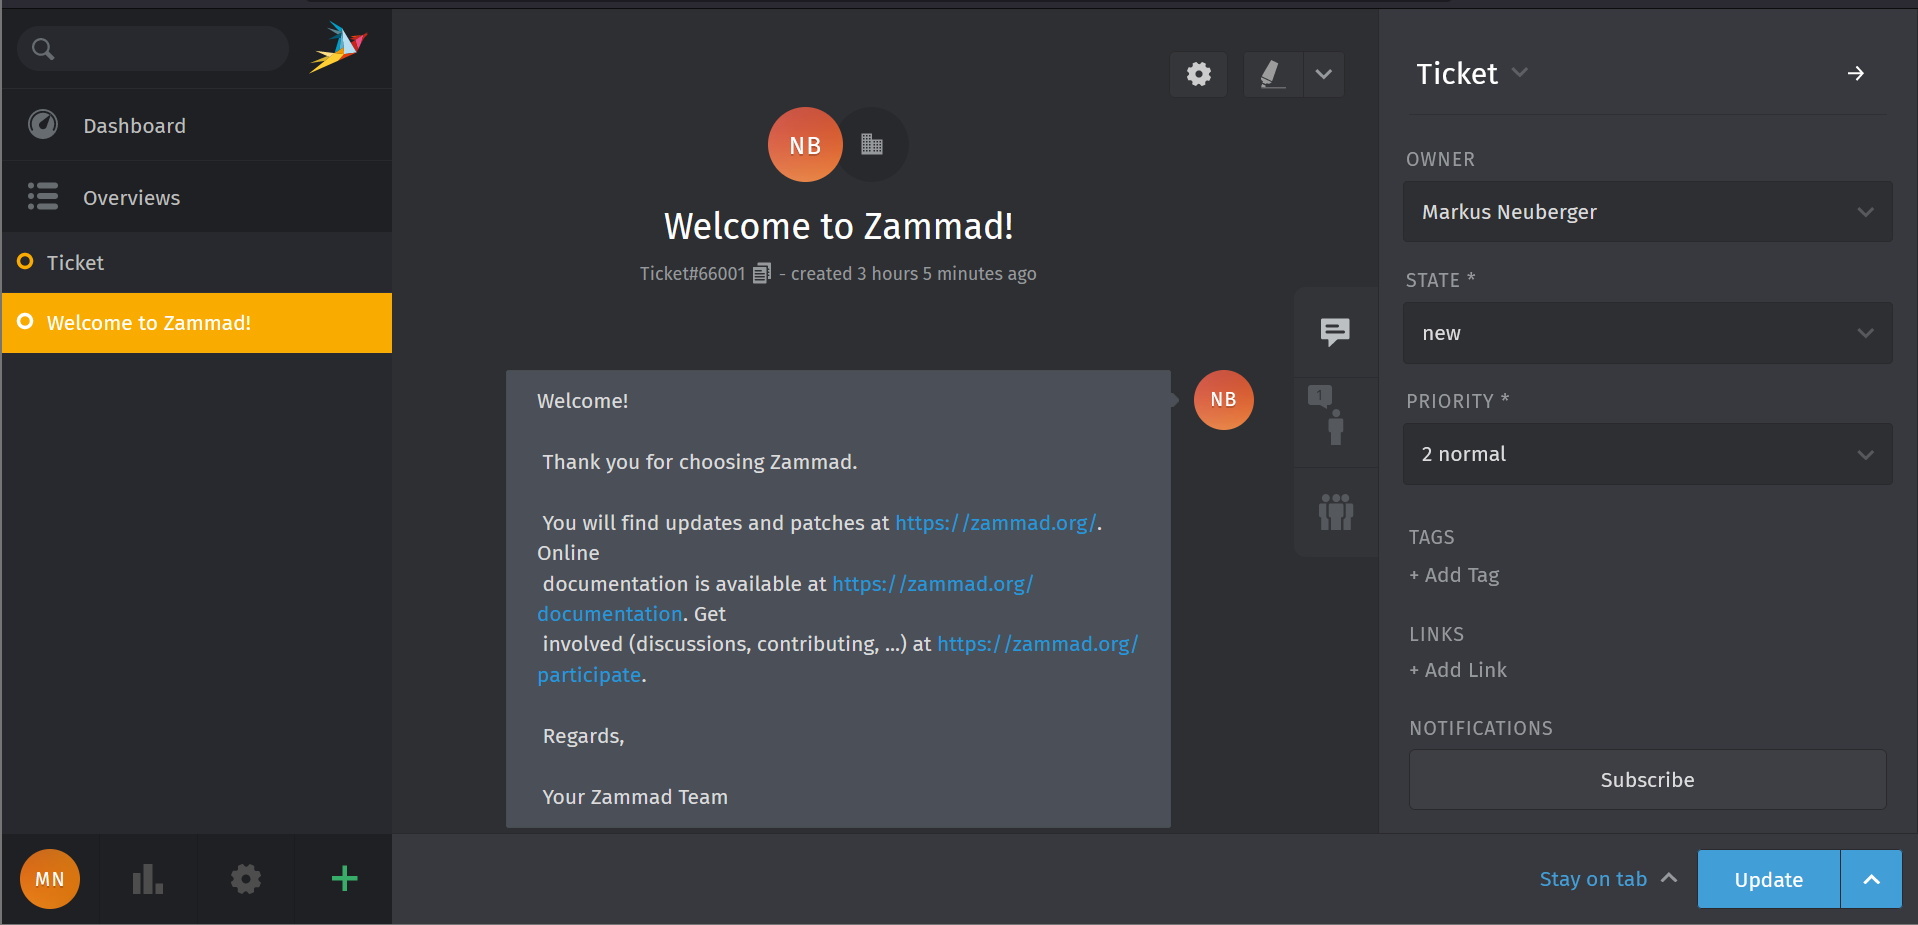 Dashboard
Overviews
Ticket
Welcome to Zammad!
MN
NB
Welcome to Zammad!
Ticket#66001 - created 3 hours 5 minutes ago
NB
Welcome!
Thank you for choosing Zammad.
You will find updates and patches at https://zammad.org/.
Online
documentation is available at https://zammad.org/
documentation. Get
involved (discussions, contributing, ...) at https://zammad.org/
participate.
Regards,
Your Zammad Team
1
Ticket
OWNER
Markus Neuberger
STATE *
new
PRIORITY *
2 normal
TAGS
+ Add Tag
LINKS
+ Add Link
NOTIFICATIONS
Subscribe
Stay on tab
Update